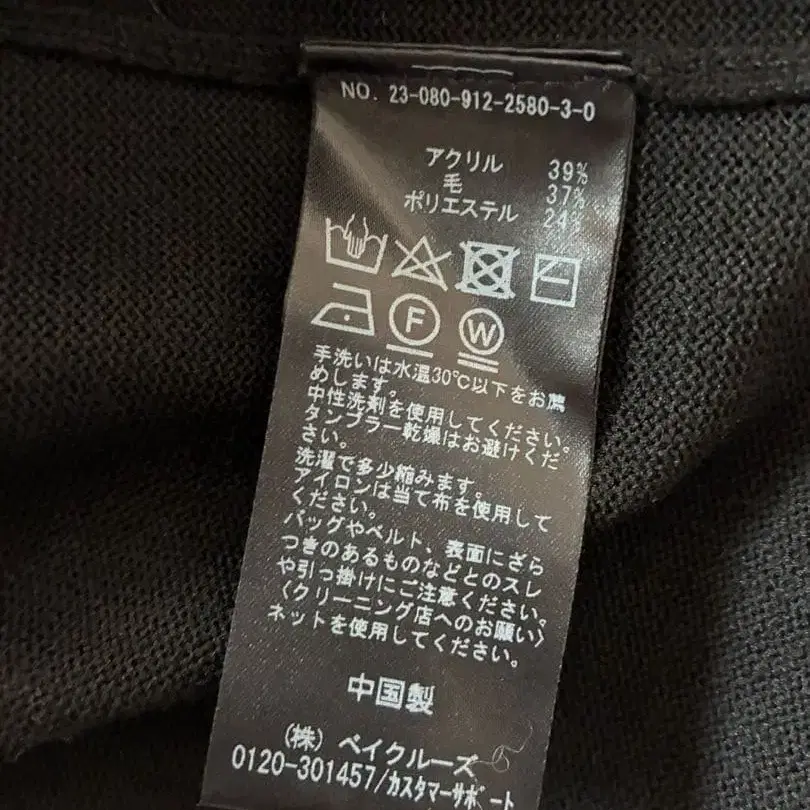 NO. 23-080-912-2580-3-0
アクリル 39%
毛 37%
ポリエステル 24%
F
W
手洗いは水温30℃以下をお薦
めします。
中性洗剤を使用してください。
タンブラー乾燥はお避けくだ
さい。
洗濯で多少縮みます。
アイロンは当て布を使用して
ください。
バッグやベルト、表面にざら
つきのあるものなどとのスレ
や引っ掛けにご注意ください。
〈クリーニング店へのお願い〉
ネットを使用してください。
中国製
(株) ベイクルーズ
0120-301457/カスタマーサポート